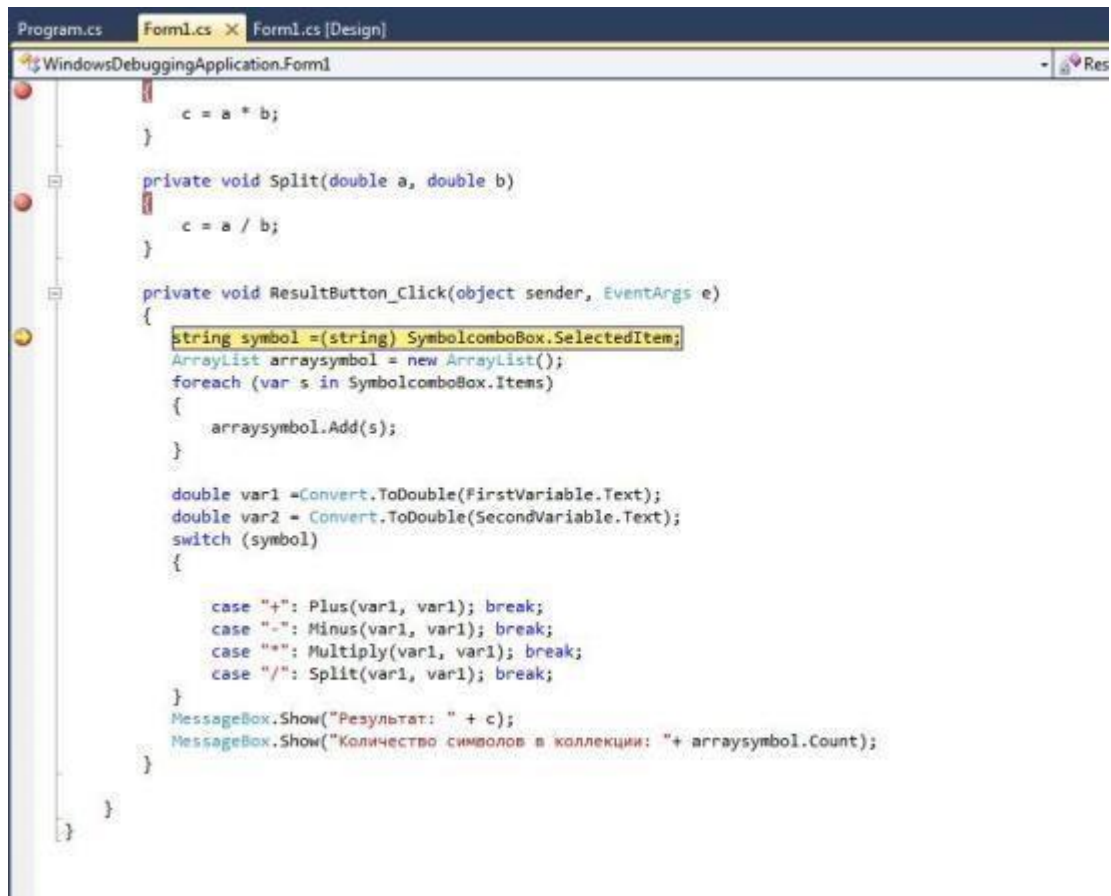 Program.cs Form1.cs X Form1.cs [Design]
WindowsDebuggingApplication.Form1 Res
{
c = a * b;
}
private void Split(double a, double b)
{
c = a / b;
}
private void ResultButton_Click(object sender, EventArgs e)
{
string symbol =(string) SymbolcomboBox.SelectedItem;
ArrayList arraysymbol = new ArrayList();
foreach (var s in SymbolcomboBox.Items)
{
arraysymbol.Add(s);
}
double var1 =Convert.ToDouble(FirstVariable.Text);
double var2 = Convert.ToDouble(SecondVariable.Text);
switch (symbol)
{
case "+": Plus(var1, var1); break;
case "-": Minus(var1, var1); break;
case "*": Multiply(var1, var1); break;
case "/": Split(var1, var1); break;
}
MessageBox.Show("Результат: " + c);
MessageBox.Show("Количество символов в коллекции: "+ arraysymbol.Count);
}
}
}